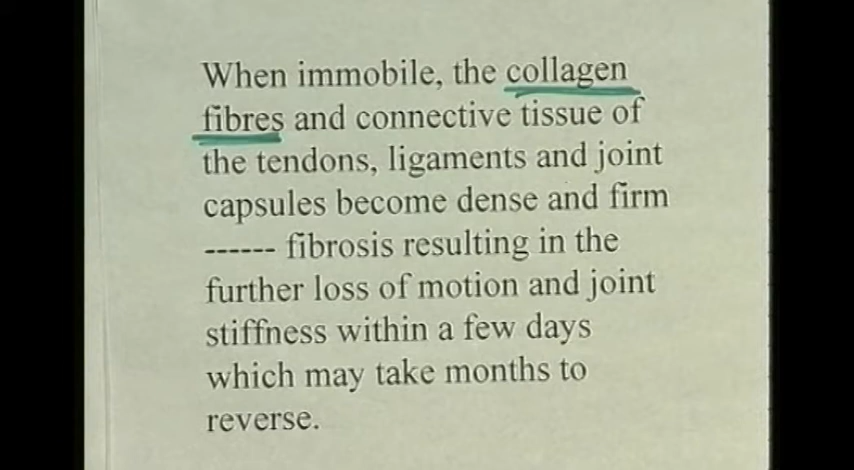 When immobile, the collagen
fibres and connective tissue of
the tendons, ligaments and joint
capsules become dense and firm
------ fibrosis resulting in the
further loss of motion and joint
stiffness within a few days
which may take months to
reverse.